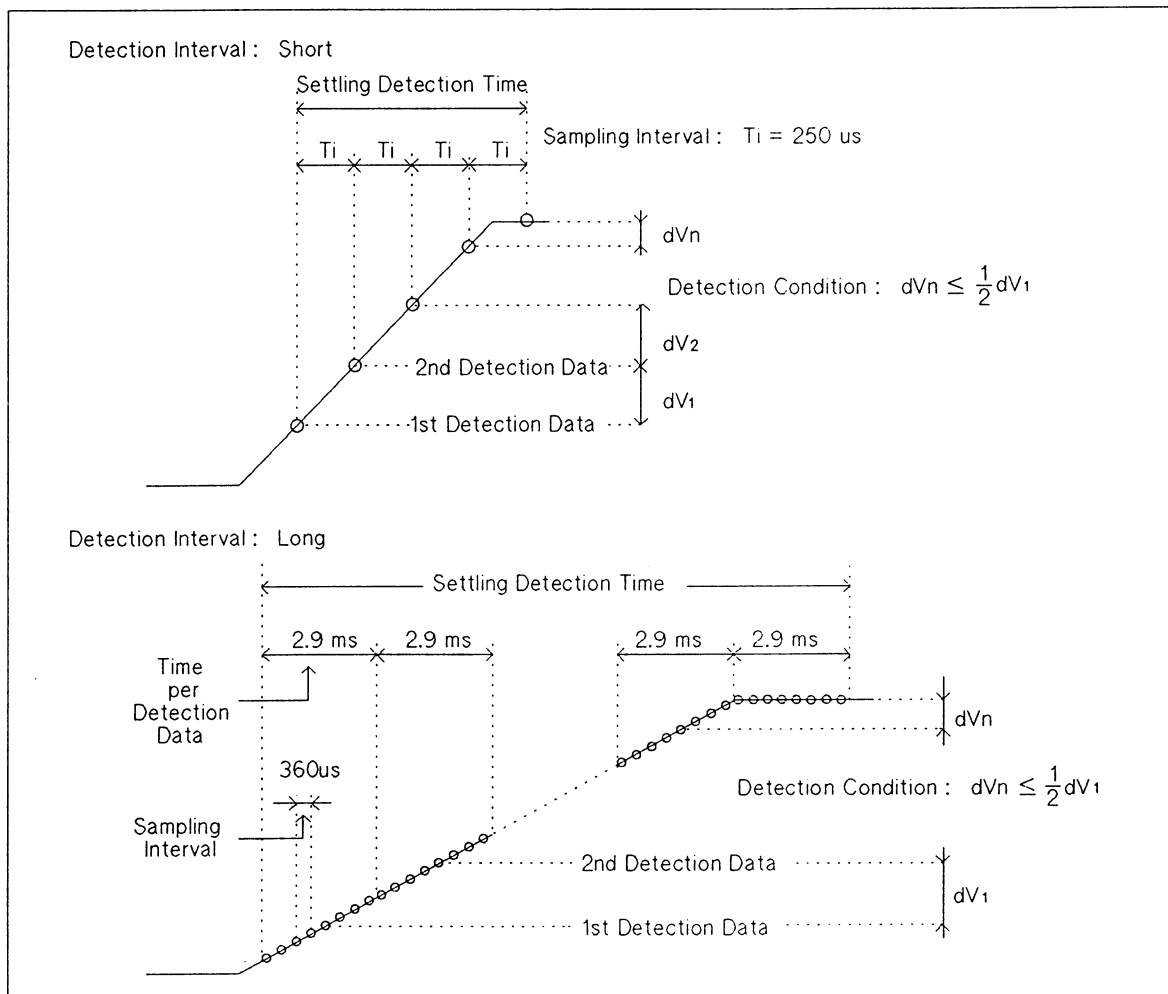 Detection Interval : Short
Settling Detection Time
Sampling Interval : Ti = 250 us
Ti Ti Ti Ti
dVn
Detection Condition : dVn ≤ 1/2 dV1
dV2
2nd Detection Data
dV1
1st Detection Data
Detection Interval : Long
Settling Detection Time
2.9 ms 2.9 ms 2.9 ms 2.9 ms
Time
per
Detection
Data
dVn
360us
Detection Condition : dVn ≤ 1/2 dV1
Sampling
Interval
2nd Detection Data
dV1
1st Detection Data